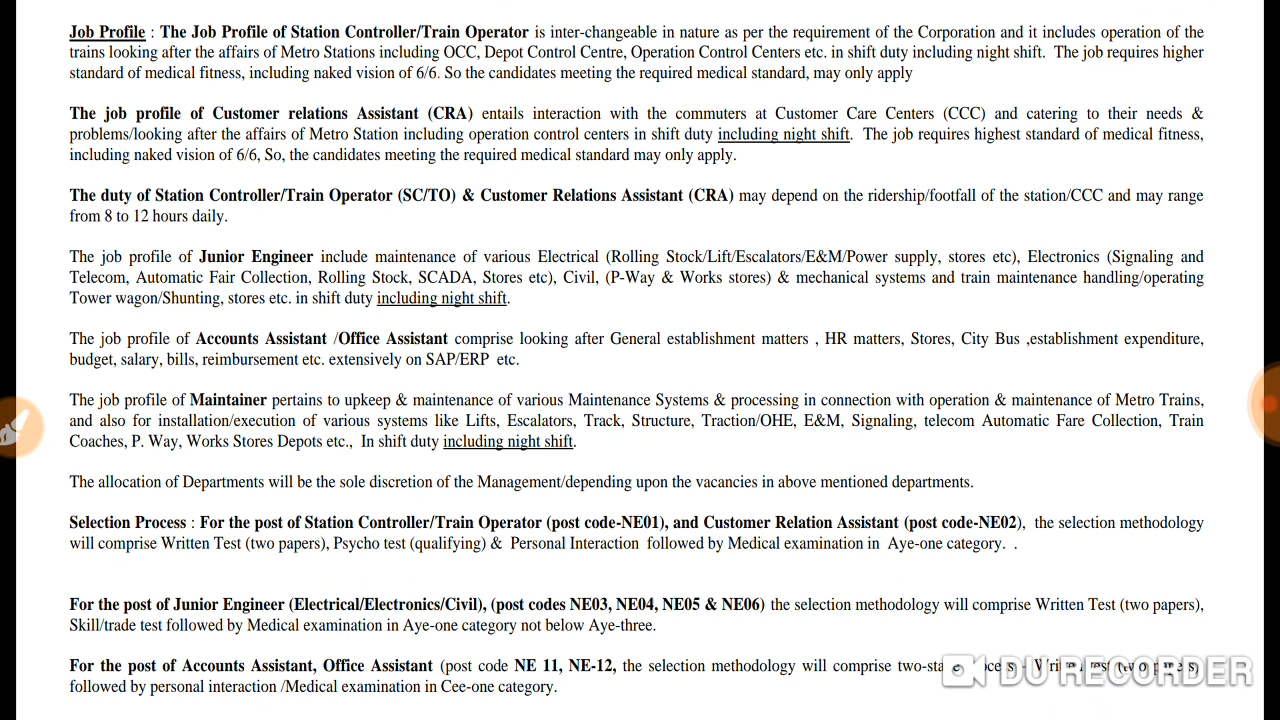 Job Profile : The Job Profile of Station Controller/Train Operator is inter-changeable in nature as per the requirement of the Corporation and it includes operation of the
trains looking after the affairs of Metro Stations including OCC, Depot Control Centre, Operation Control Centers etc. in shift duty including night shift. The job requires higher
standard of medical fitness, including naked vision of 6/6. So the candidates meeting the required medical standard, may only apply
The job profile of Customer relations Assistant (CRA) entails interaction with the commuters at Customer Care Centers (CCC) and catering to their needs &
problems/looking after the affairs of Metro Station including operation control centers in shift duty including night shift. The job requires highest standard of medical fitness,
including naked vision of 6/6, So, the candidates meeting the required medical standard may only apply.
The duty of Station Controller/Train Operator (SC/TO) & Customer Relations Assistant (CRA) may depend on the ridership/footfall of the station/CCC and may range
from 8 to 12 hours daily.
The job profile of Junior Engineer include maintenance of various Electrical (Rolling Stock/Lift/Escalators/E&M/Power supply, stores etc), Electronics (Signaling and
Telecom, Automatic Fair Collection, Rolling Stock, SCADA, Stores etc), Civil, (P-Way & Works stores) & mechanical systems and train maintenance handling/operating
Tower wagon/Shunting, stores etc. in shift duty including night shift.
The job profile of Accounts Assistant /Office Assistant comprise looking after General establishment matters , HR matters, Stores, City Bus ,establishment expenditure,
budget, salary, bills, reimbursement etc. extensively on SAP/ERP etc.
The job profile of Maintainer pertains to upkeep & maintenance of various Maintenance Systems & processing in connection with operation & maintenance of Metro Trains,
and also for installation/execution of various systems like Lifts, Escalators, Track, Structure, Traction/OHE, E&M, Signaling, telecom Automatic Fare Collection, Train
Coaches, P. Way, Works Stores Depots etc., In shift duty including night shift.
The allocation of Departments will be the sole discretion of the Management/depending upon the vacancies in above mentioned departments.
Selection Process : For the post of Station Controller/Train Operator (post code-NE01), and Customer Relation Assistant (post code-NE02), the selection methodology
will comprise Written Test (two papers), Psycho test (qualifying) & Personal Interaction followed by Medical examination in Aye-one category. .
For the post of Junior Engineer (Electrical/Electronics/Civil), (post codes NE03, NE04, NE05 & NE06) the selection methodology will comprise Written Test (two papers),
Skill/trade test followed by Medical examination in Aye-one category not below Aye-three.
For the post of Accounts Assistant, Office Assistant (post code NE 11, NE-12, the selection methodology will comprise
followed by personal interaction /Medical examination in Cee-one category.
DU RECORDER